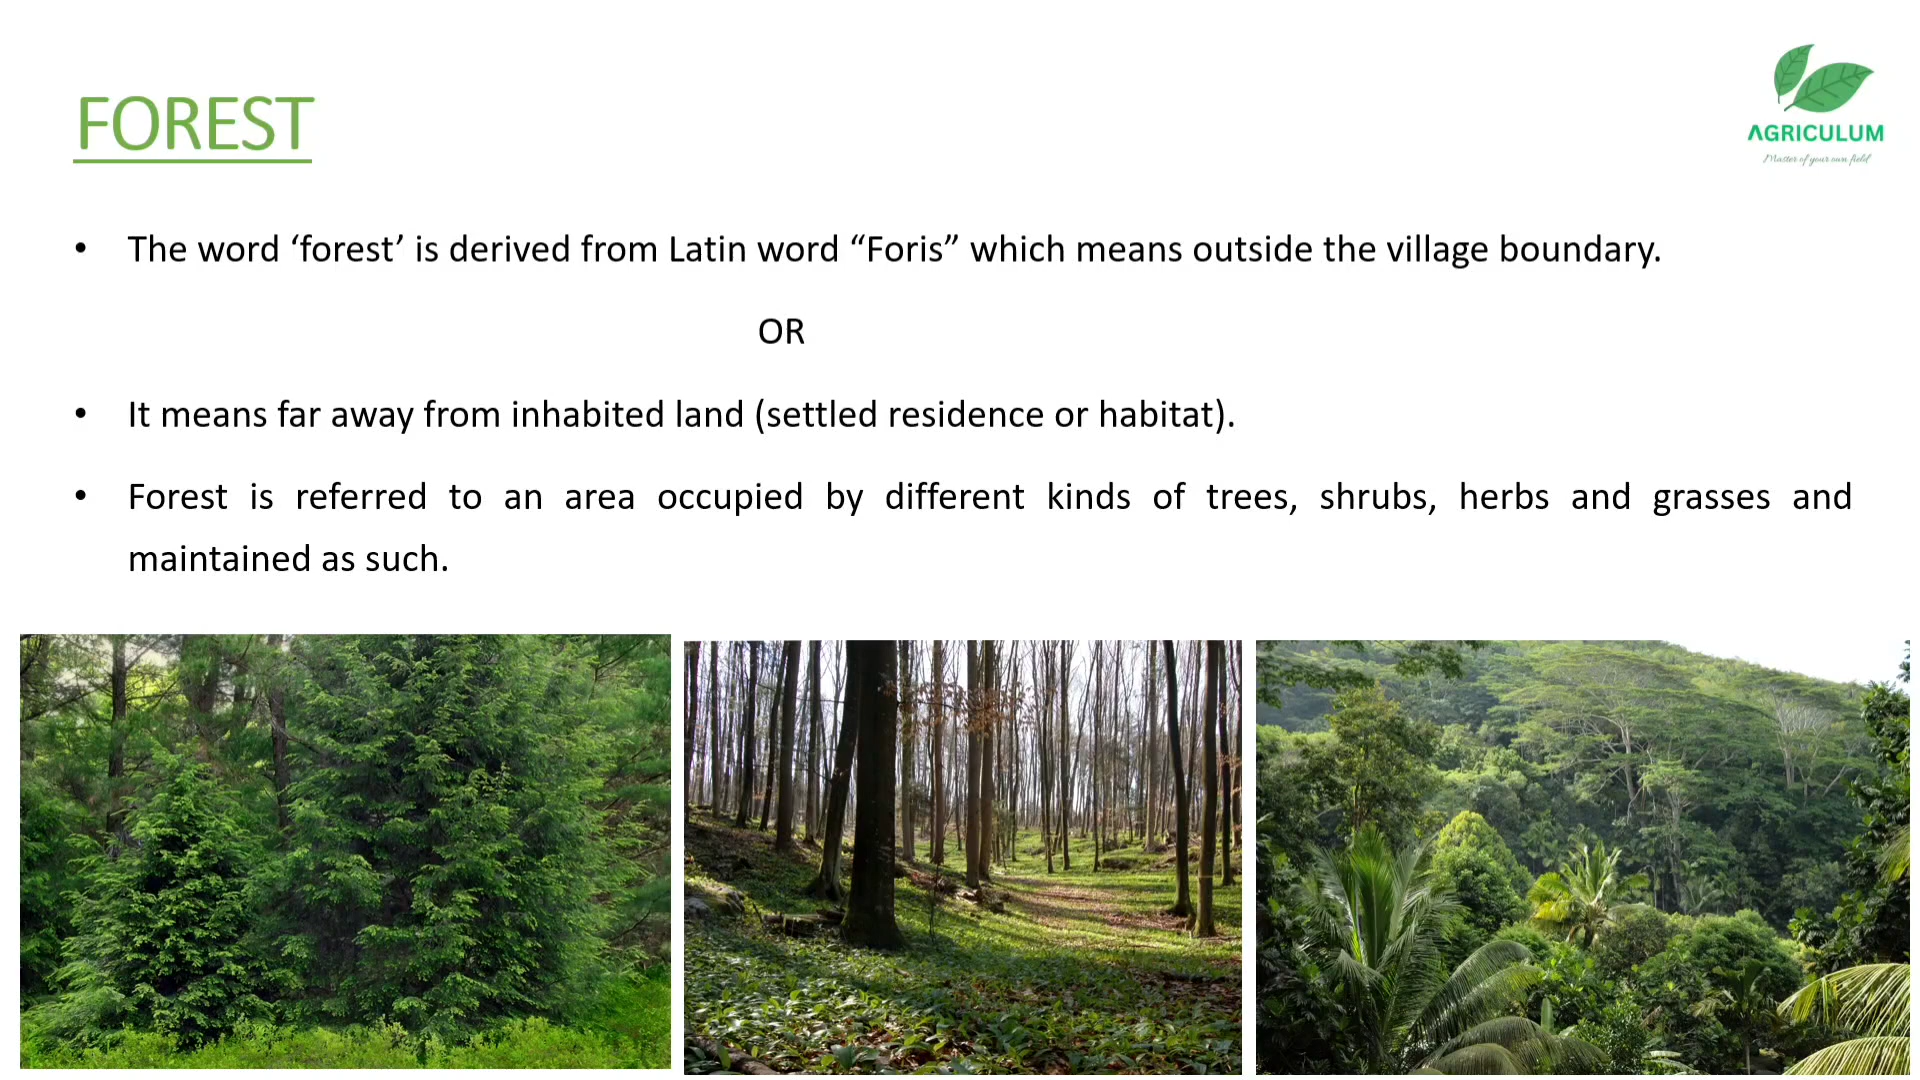 FOREST
AGRICULUM
Master of your own field
• The word ‘forest’ is derived from Latin word “Foris” which means outside the village boundary.
OR
• It means far away from inhabited land (settled residence or habitat).
• Forest is referred to an area occupied by different kinds of trees, shrubs, herbs and grasses and
maintained as such.